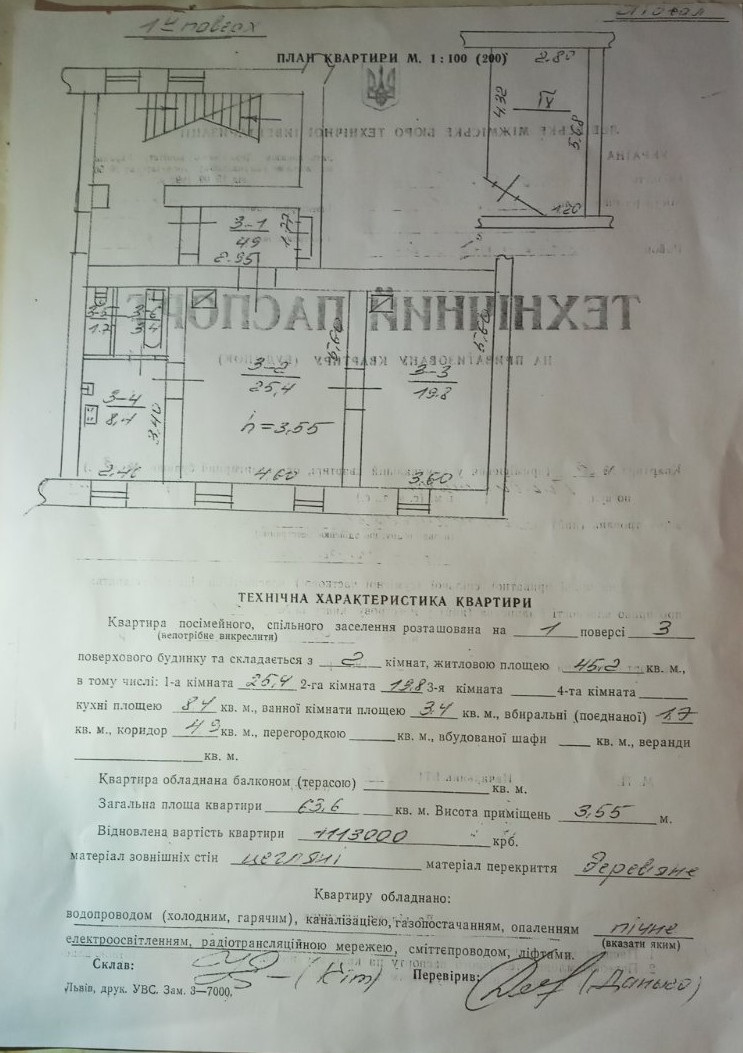 1й поверх
Підвал
ПЛАН КВАРТИРИ М. 1 : 100 (200)
2.80
4.32
IV
5.68
1.20
3-1
4,9
1.77
2.95
3-5
1.7
3-6
3.4
3-2
25,4
5.60
3-3
19.8
5.60
3-4
8,4
3.40
h = 3,55
2.40
4.60
3.60
ТЕХНІЧНА ХАРАКТЕРИСТИКА КВАРТИРИ
Квартира посімейного, спільного заселення розташована на 1 поверсі 3
(непотрібне викреслити)
поверхового будинку та складається з 2 кімнат, житловою площею 45.2 кв. м.,
в тому числі: 1-а кімната 25,4 2-га кімната 19.8 3-я кімната 4-та кімната
кухні площею 8.4 кв. м., ванної кімнати площею 3.4 кв. м., вбиральні (поєднаної) 1.7
кв. м., коридор 4.9 кв. м., перегородкою кв. м., вбудованої шафи кв. м., веранди
кв. м.
Квартира обладнана балконом (терасою) кв. м.
Загальна площа квартири 63,6 кв. м. Висота приміщень 3,55 м.
Відновлена вартість квартири 1113000 крб.
матеріал зовнішніх стін цегляні матеріал перекриття деревіяне
Квартиру обладнано:
водопроводом (холодним, гарячим), каналізацією, газопостачанням, опаленням пічне
(вказати яким)
електроосвітленням, радіотрансляційною мережею, сміттєпроводом, ліфтами.
Склав: (Кіт) Перевірив: (Данько)
Львів, друк. УВС. Зам. 3—7000.